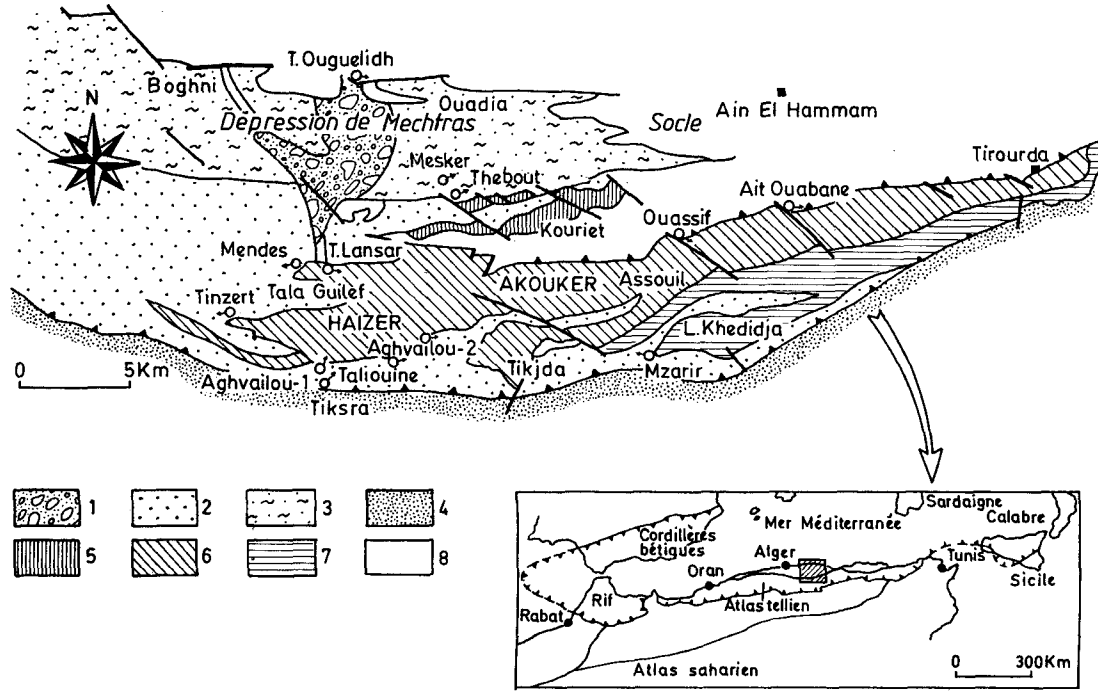 T. Ouguelidh
Boghni
Ouadia
N
Dépression de Mechtras
Socle
Ain El Hammam
Mesker
Thebout
Tirourda
Ait Ouabane
Ouassif
Kouriet
Mendes
T. Lansar
Tala Guilef
AKOUKER
Assouil
Tinzert
HAIZER
L. Khedidja
Aghvailou-2
0 5Km
Aghvailou-1
Taliouine
Tikjda
Mzarir
Tiksra
1
2
3
4
5
6
7
8
Sardaigne
Mer Méditerranée
Calabre
Cordillères
bétiques
Alger
Tunis
Oran
Sicile
Rif
Atlas tellien
Rabat
Atlas saharien
0 300Km